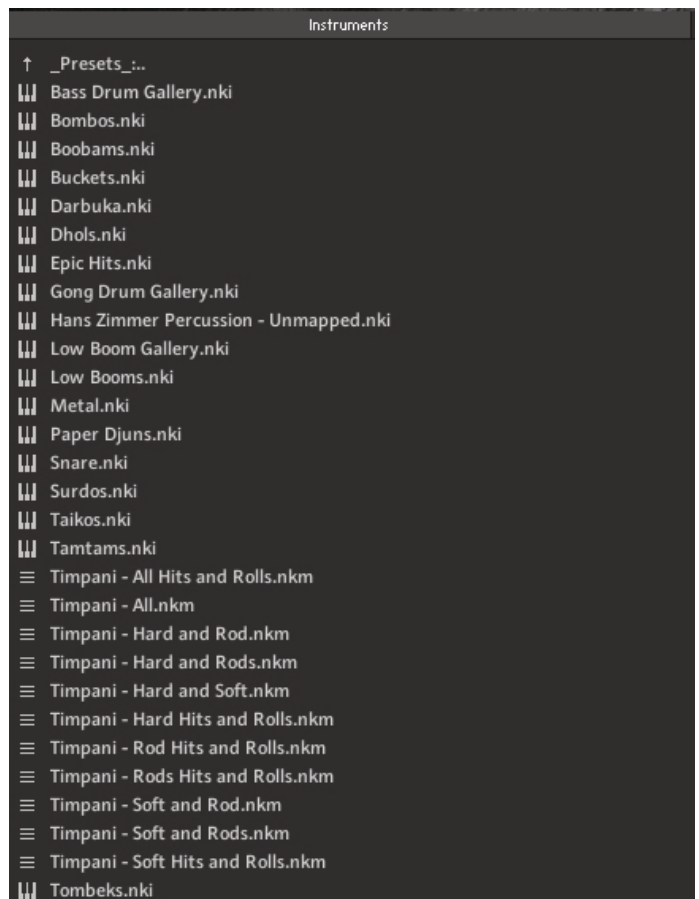 Instruments
_Presets_:..
Bass Drum Gallery.nki
Bombos.nki
Boobams.nki
Buckets.nki
Darbuka.nki
Dhols.nki
Epic Hits.nki
Gong Drum Gallery.nki
Hans Zimmer Percussion - Unmapped.nki
Low Boom Gallery.nki
Low Booms.nki
Metal.nki
Paper Djuns.nki
Snare.nki
Surdos.nki
Taikos.nki
Tamtams.nki
Timpani - All Hits and Rolls.nkm
Timpani - All.nkm
Timpani - Hard and Rod.nkm
Timpani - Hard and Rods.nkm
Timpani - Hard and Soft.nkm
Timpani - Hard Hits and Rolls.nkm
Timpani - Rod Hits and Rolls.nkm
Timpani - Rods Hits and Rolls.nkm
Timpani - Soft and Rod.nkm
Timpani - Soft and Rods.nkm
Timpani - Soft Hits and Rolls.nkm
Tombeks.nki